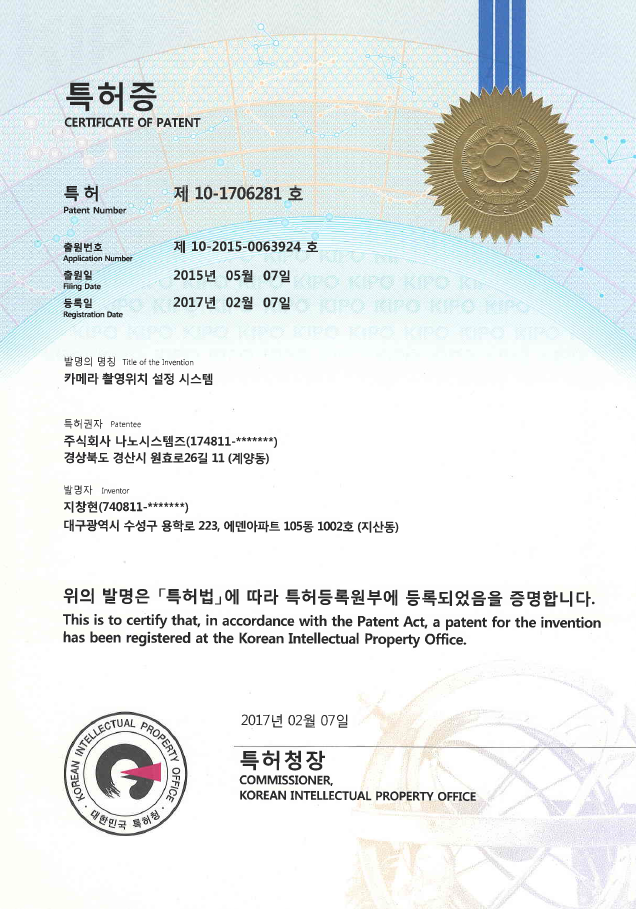 특허증
CERTIFICATE OF PATENT
특 허 제 10-1706281 호
Patent Number
출원번호 제 10-2015-0063924 호
Application Number
출원일 2015년 05월 07일
Filing Date
등록일 2017년 02월 07일
Registration Date
발명의 명칭 Title of the Invention
카메라 촬영위치 설정 시스템
특허권자 Patentee
주식회사 나노시스템즈(174811-*******)
경상북도 경산시 원효로26길 11 (계양동)
발명자 Inventor
지창현(740811-*******)
대구광역시 수성구 용학로 223, 에덴아파트 105동 1002호 (지산동)
위의 발명은 「특허법」에 따라 특허등록원부에 등록되었음을 증명합니다.
This is to certify that, in accordance with the Patent Act, a patent for the invention
has been registered at the Korean Intellectual Property Office.
2017년 02월 07일
특허청장
COMMISSIONER,
KOREAN INTELLECTUAL PROPERTY OFFICE
KOREAN INTELLECTUAL PROPERTY OFFICE
대한민국 특허청